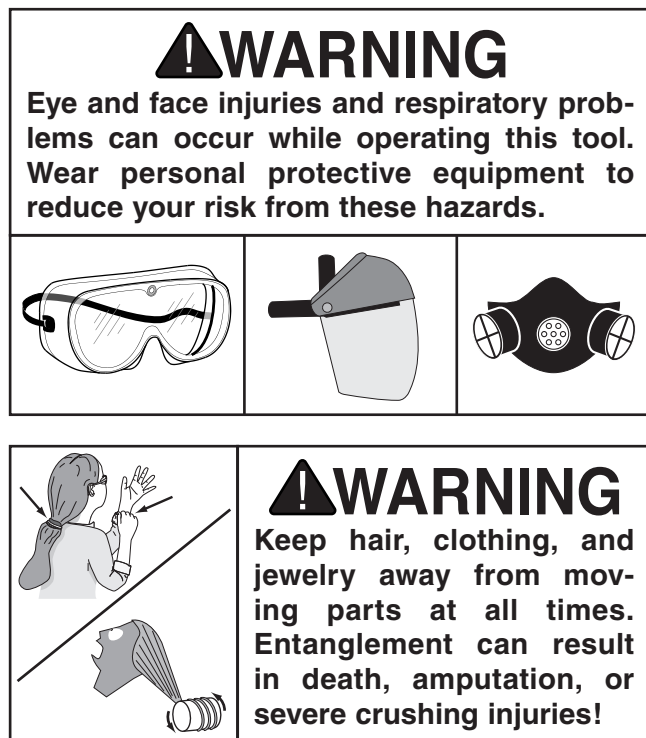 WARNING
Eye and face injuries and respiratory prob-
lems can occur while operating this tool.
Wear personal protective equipment to
reduce your risk from these hazards.
WARNING
Keep hair, clothing, and
jewelry away from mov-
ing parts at all times.
Entanglement can result
in death, amputation, or
severe crushing injuries!